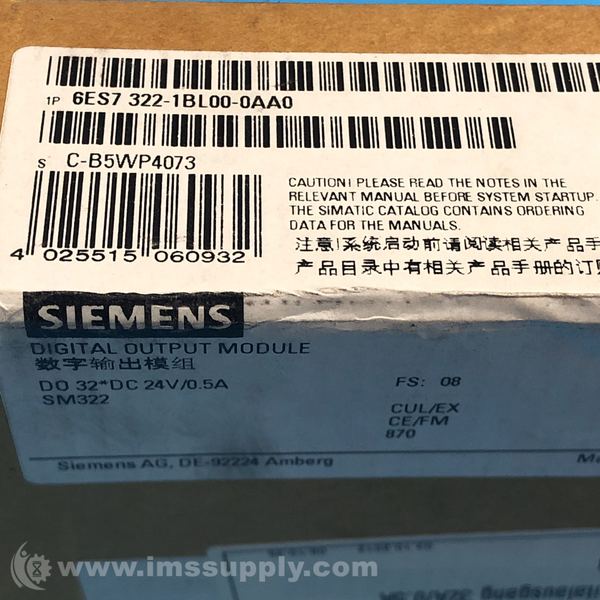 1P 6ES7 322-1BL00-0AA0
S C-B5WP4073
4 025515 060932
CAUTION! PLEASE READ THE NOTES IN THE
RELEVANT MANUAL BEFORE SYSTEM STARTUP.
THE SIMATIC CATALOG CONTAINS ORDERING
DATA FOR THE MANUALS.
注意!系统启动前请阅读相关产品手
产品目录中有相关产品手册的订购
SIEMENS
DIGITAL OUTPUT MODULE
数字输出模组
DO 32*DC 24V/0.5A
SM322
FS: 08
CUL/EX
CE/FM
870
Siemens AG, DE-92224 Amberg
www.imssupply.com